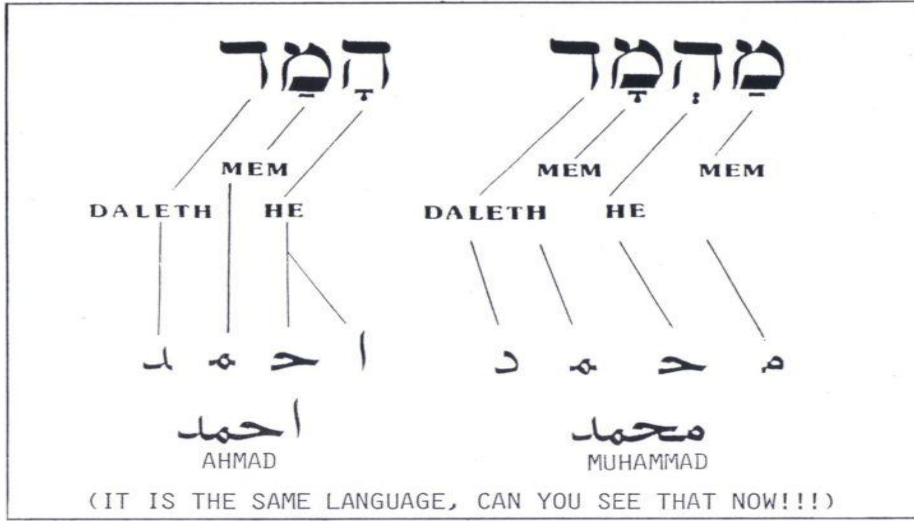 מַהְמָד הָמַד
MEM MEM MEM
DALETH HE DALETH HE
م ح م د ا ح م د
محمد احمد
AHMAD MUHAMMAD
(IT IS THE SAME LANGUAGE, CAN YOU SEE THAT NOW!!!)